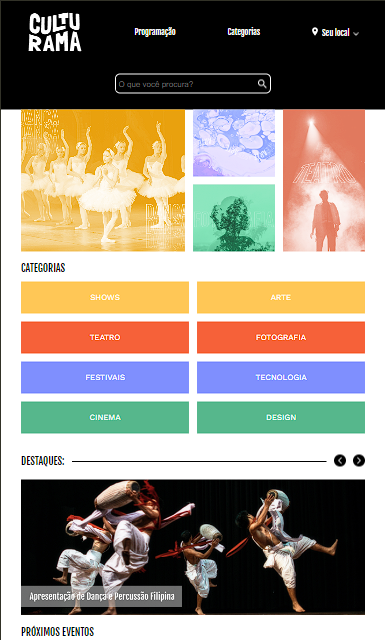 CULTU
RAMA
Programação
Categorias
Seu local
O que você procura?
DANÇA
TEATRO
CATEGORIAS
SHOWS
ARTE
TEATRO
FOTOGRAFIA
FESTIVAIS
TECNOLOGIA
CINEMA
DESIGN
DESTAQUES:
Apresentação de Dança e Percussão Filipina
PRÓXIMOS EVENTOS